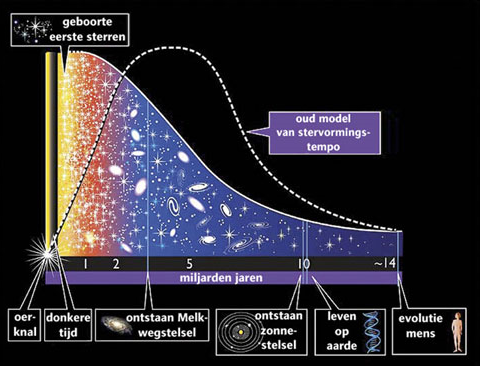 geboorte
eerste sterren
oud model
van stervormings-
tempo
1 2 5 10 ~14
miljarden jaren
oer-
knal
donkere
tijd
ontstaan Melk-
wegstelsel
ontstaan
zonne-
stelsel
leven
op
aarde
evolutie
mens